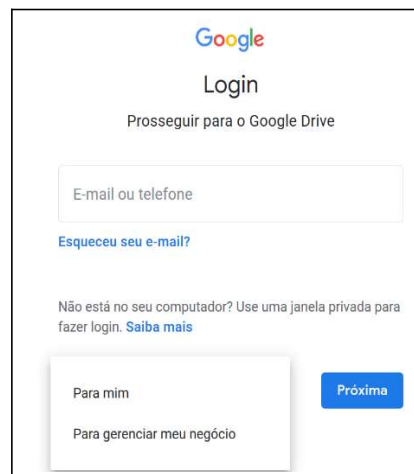 Google
Login
Prosseguir para o Google Drive
E-mail ou telefone
Esqueceu seu e-mail?
Não está no seu computador? Use uma janela privada para
fazer login. Saiba mais
Para mim
Próxima
Para gerenciar meu negócio